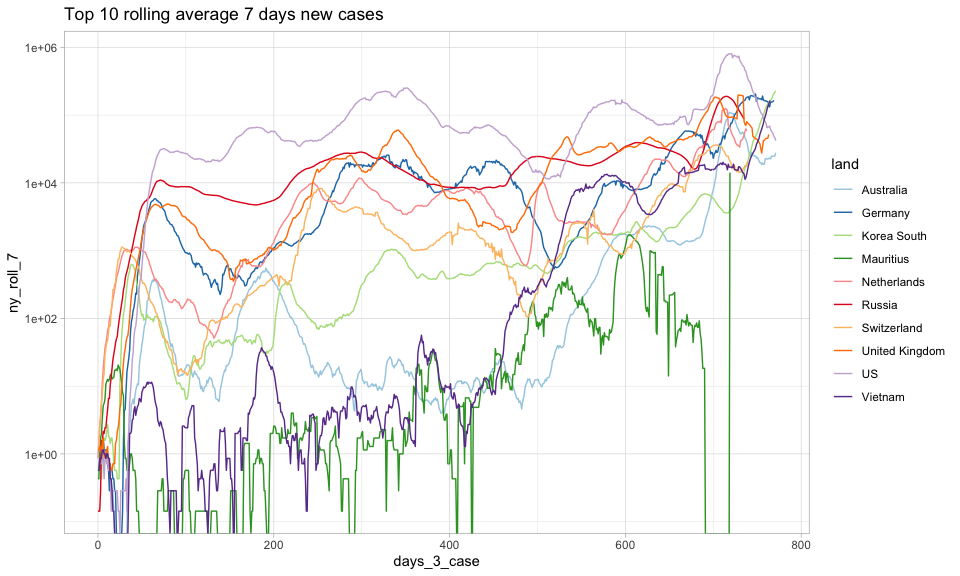 Top 10 rolling average 7 days new cases
1e+06
1e+04
1e+02
1e+00
ny_roll_7
0 200 400 600 800
days_3_case
land
Australia
Germany
Korea South
Mauritius
Netherlands
Russia
Switzerland
United Kingdom
US
Vietnam